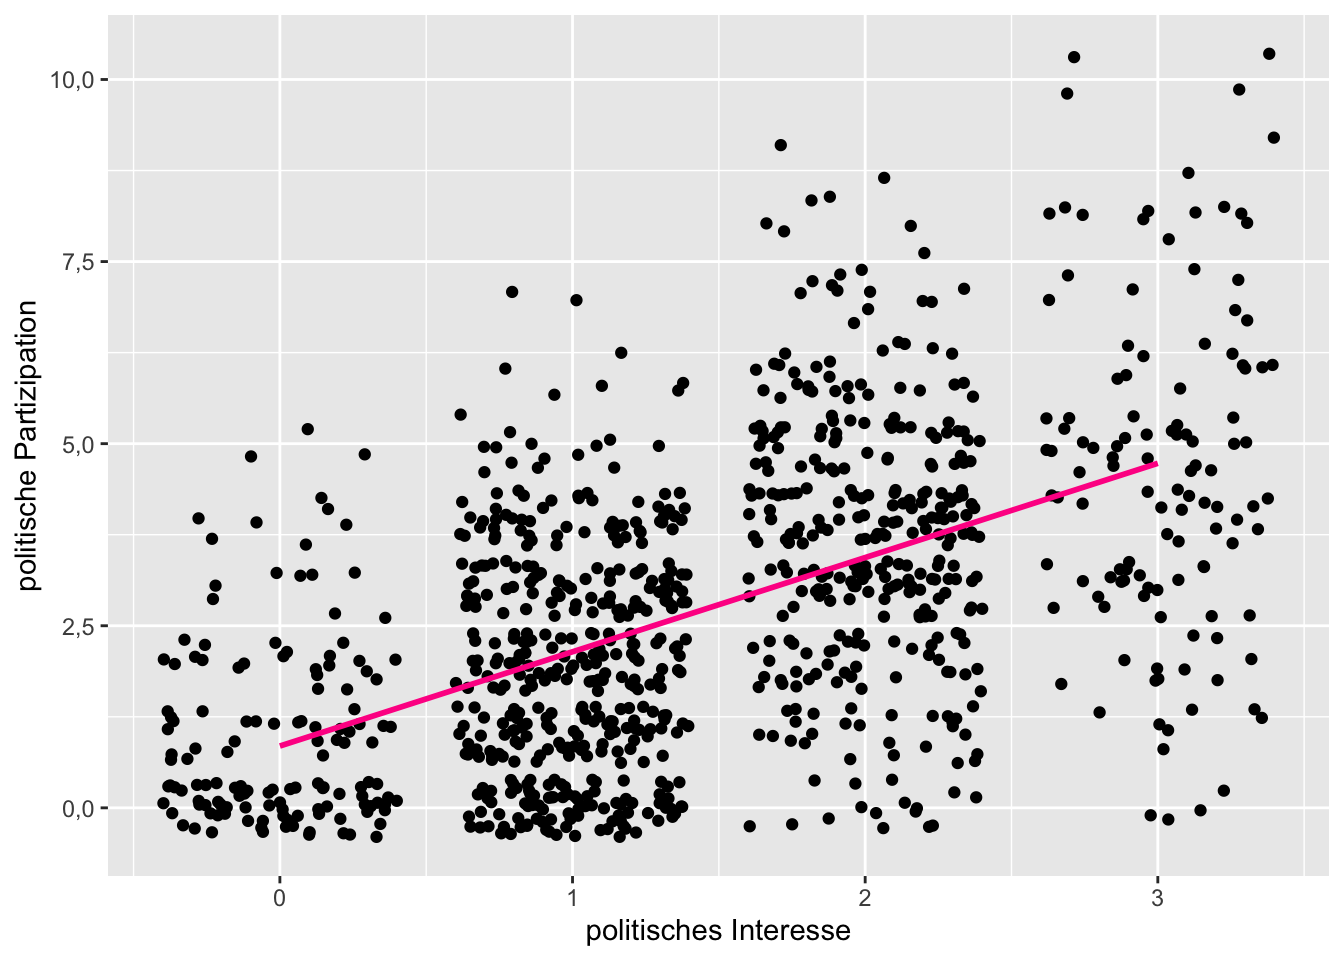 10,0
7,5
5,0
2,5
0,0
politische Partizipation
0 1 2 3
politisches Interesse